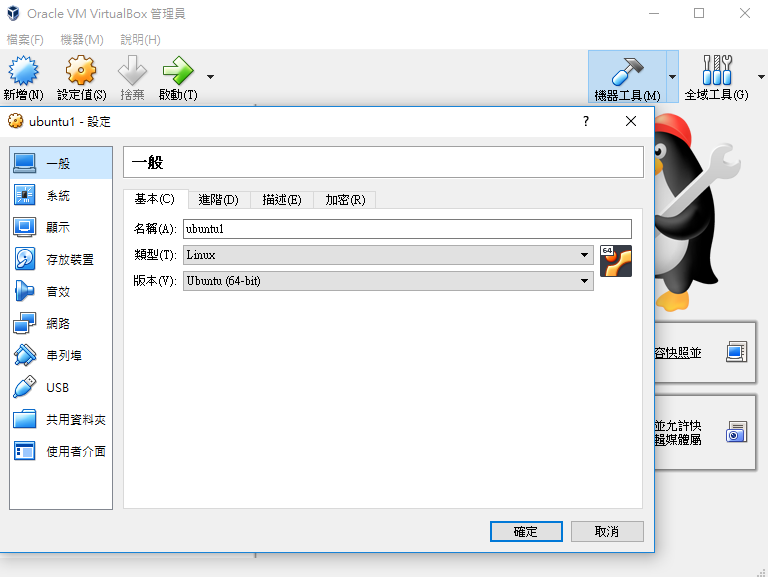 Oracle VM VirtualBox 管理員
檔案(F) 機器(M) 說明(H)
新增(N) 設定值(S) 捨棄 啟動(T) 機器工具(M) 全域工具(G)
ubuntu1 - 設定 ?
一般
系統
顯示
存放裝置
音效
網路
串列埠
USB
共用資料夾
使用者介面
一般
基本(C) 進階(D) 描述(E) 加密(R)
名稱(A): ubuntu1
類型(T): Linux
64
版本(V): Ubuntu (64-bit)
容快照並
並允許快
輯媒體屬
確定 取消